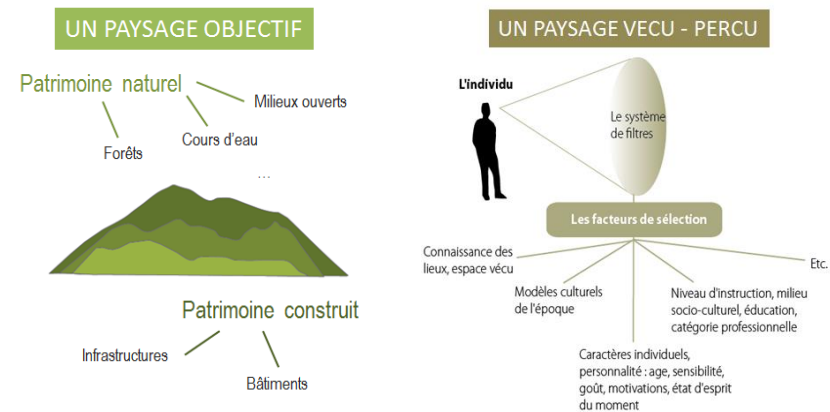 UN PAYSAGE OBJECTIF
Patrimoine naturel
Milieux ouverts
Cours d'eau
Forêts
...
Patrimoine construit
Infrastructures
Bâtiments
UN PAYSAGE VECU - PERCU
L'individu
Le système
de filtres
Les facteurs de sélection
Connaissance des
lieux, espace vécu
Modèles culturels
de l'époque
Caractères individuels,
personnalité : age, sensibilité,
goût, motivations, état d'esprit
du moment
Niveau d'instruction, milieu
socio-culturel, éducation,
catégorie professionnelle
Etc.